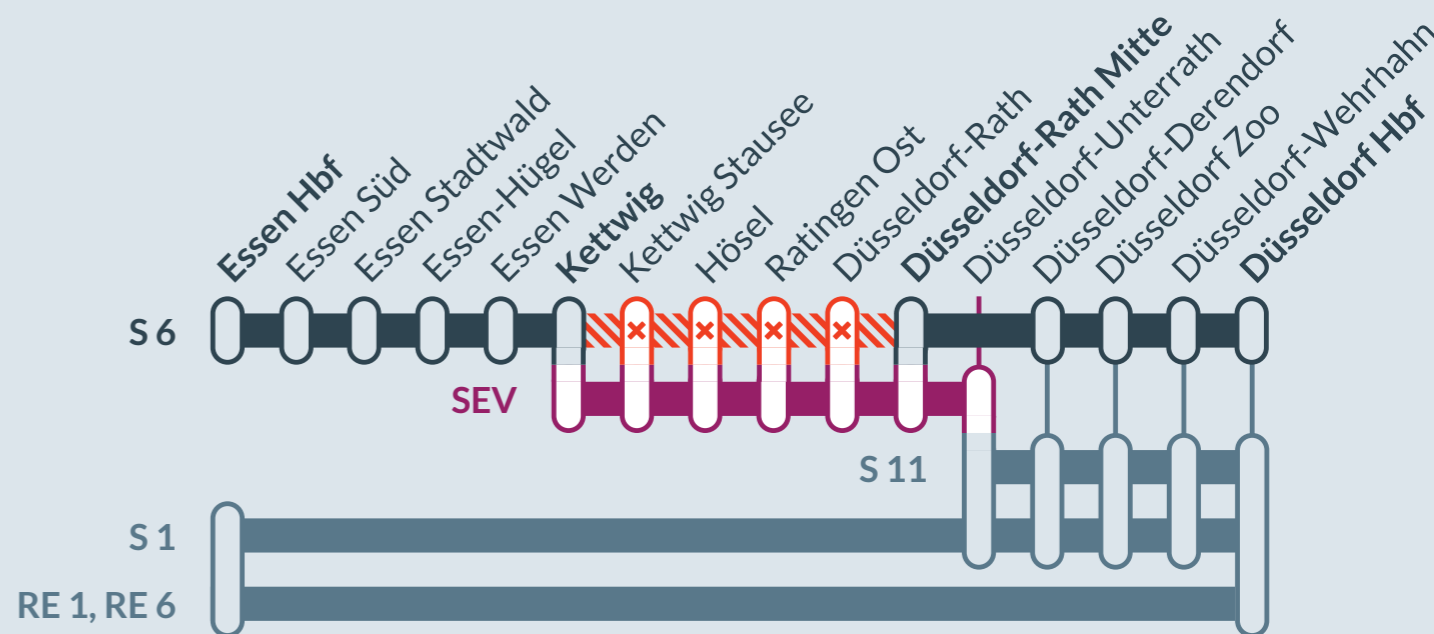 Essen Hbf
Essen Süd
Essen Stadtwald
Essen-Hügel
Essen Werden
Kettwig
Kettwig Stausee
Hösel
Ratingen Ost
Düsseldorf-Rath
Düsseldorf-Rath Mitte
Düsseldorf-Unterrath
Düsseldorf-Derendorf
Düsseldorf Zoo
Düsseldorf-Wehrhahn
Düsseldorf Hbf
S 6
SEV
S 11
S 1
RE 1, RE 6